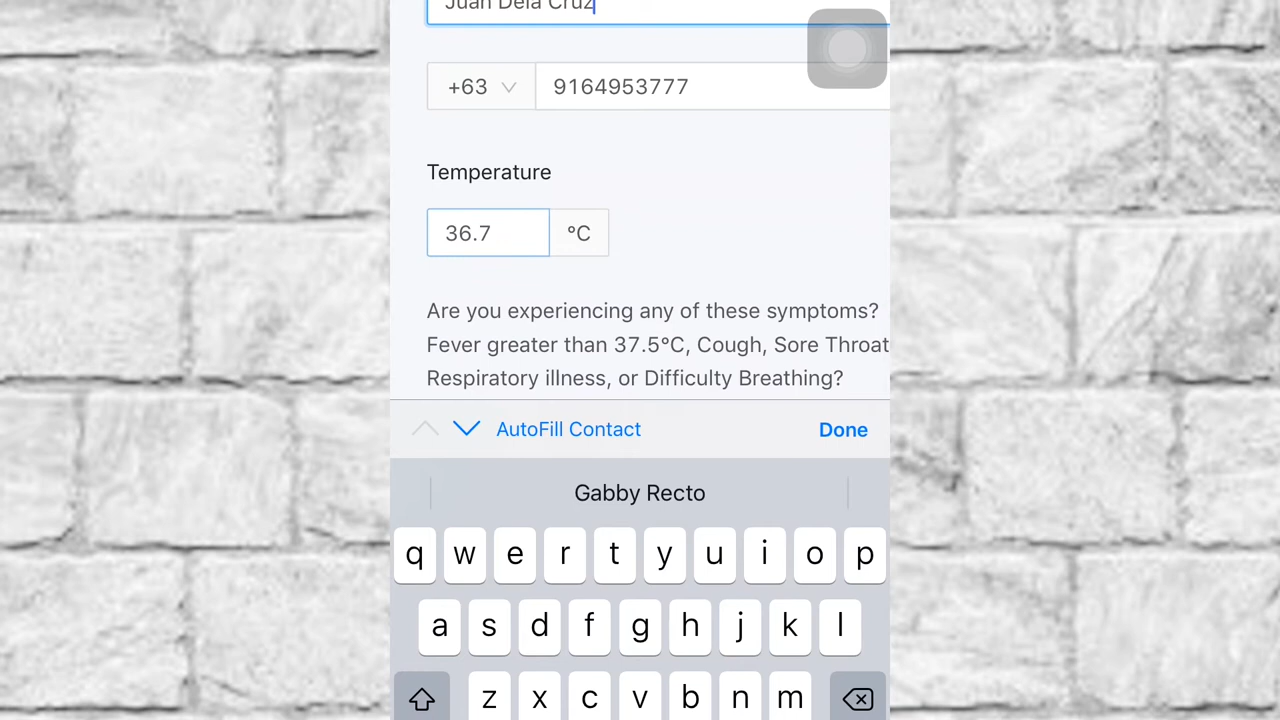 Juan Dela Cruz
+63 9164953777
Temperature
36.7 °C
Are you experiencing any of these symptoms?
Fever greater than 37.5°C, Cough, Sore Throat
Respiratory illness, or Difficulty Breathing?
AutoFill Contact Done
Gabby Recto
q w e r t y u i o p
a s d f g h j k l
z x c v b n m